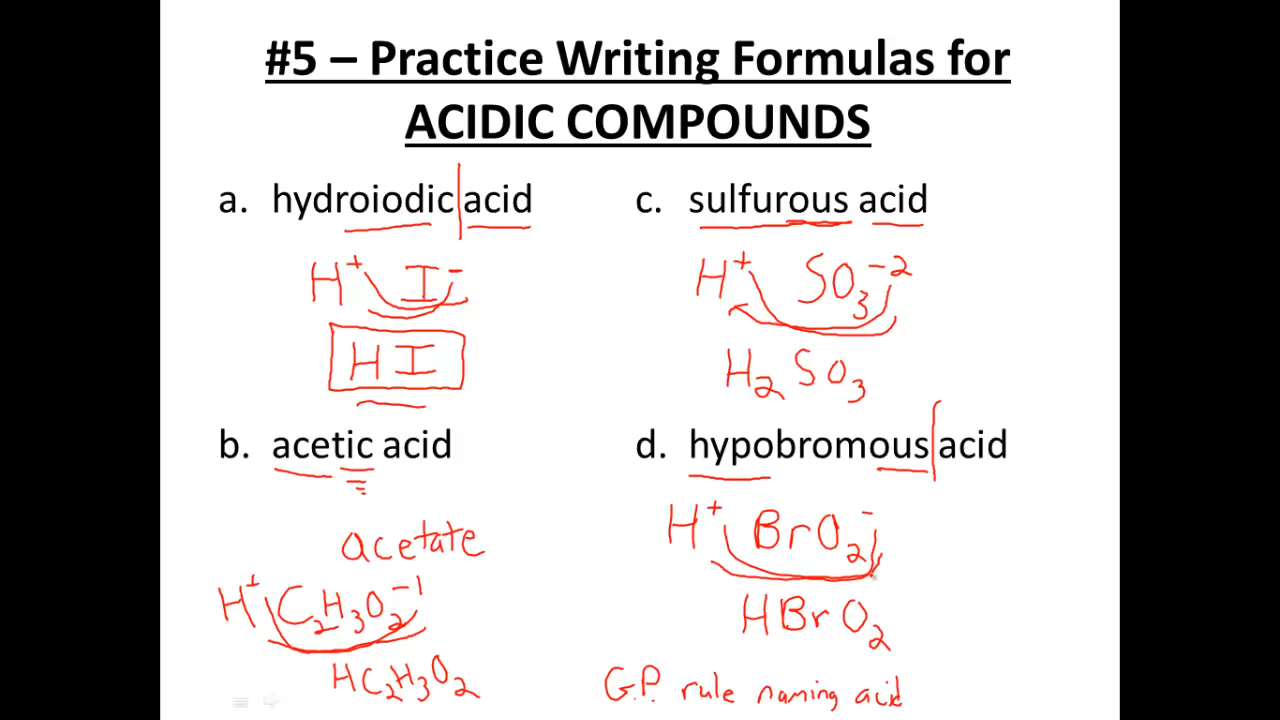 #5 – Practice Writing Formulas for
ACIDIC COMPOUNDS
a. hydroiodic acid
H+ I-
HI
b. acetic acid
acetate
H+ C2H3O2-1
HC2H3O2
c. sulfurous acid
H+ SO3-2
H2SO3
d. hypobromous acid
H+ BrO2-
HBrO2
G.P. rule naming acid